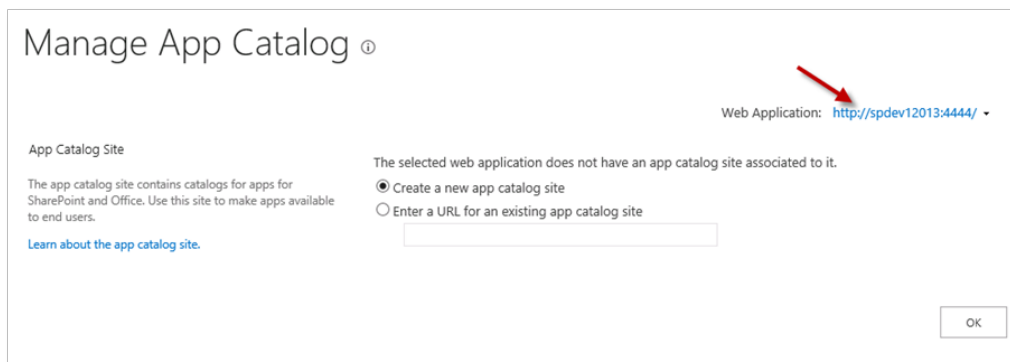 Manage App Catalog
Web Application: http://spdev12013:4444/
App Catalog Site
The selected web application does not have an app catalog site associated to it.
The app catalog site contains catalogs for apps for
SharePoint and Office. Use this site to make apps available
to end users.
Create a new app catalog site
Enter a URL for an existing app catalog site
Learn about the app catalog site.
OK